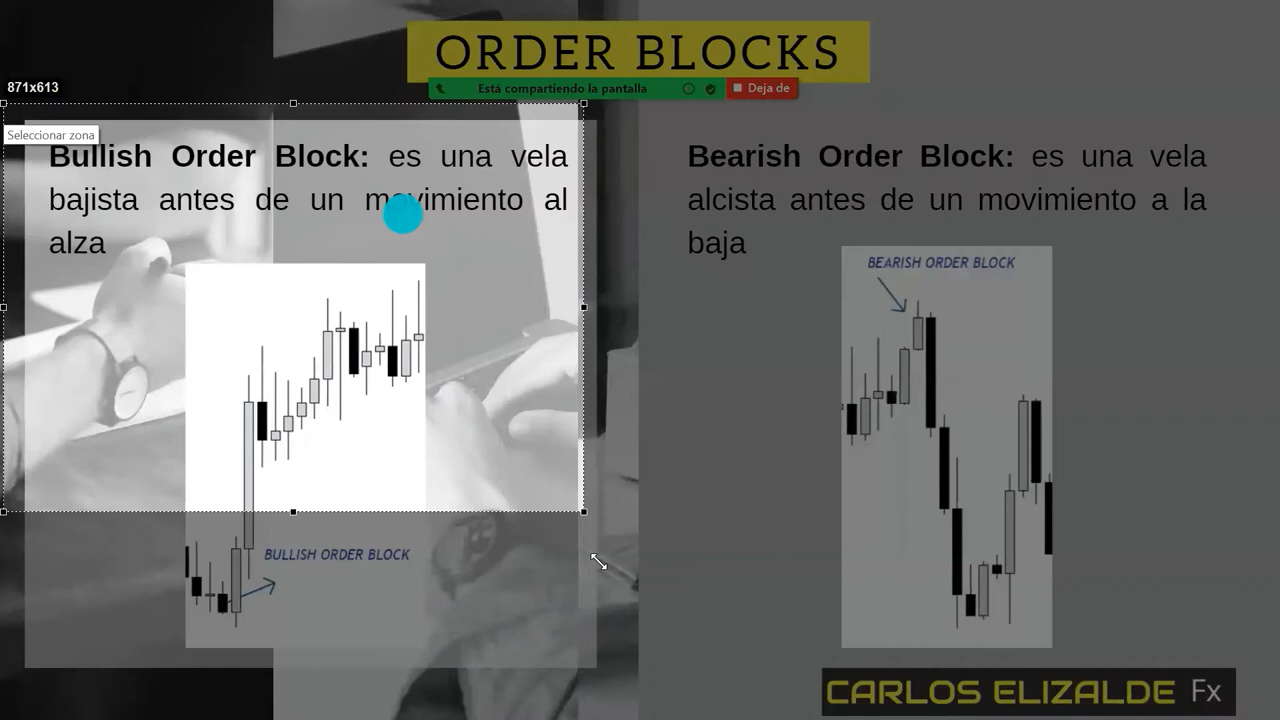 ORDER BLOCKS
871x613
Está compartiendo la pantalla
Deja de
Seleccionar zona
Bullish Order Block: es una vela
bajista antes de un movimiento al
alza
Bearish Order Block: es una vela
alcista antes de un movimiento a la
baja
BEARISH ORDER BLOCK
BULLISH ORDER BLOCK
CARLOS ELIZALDE Fx